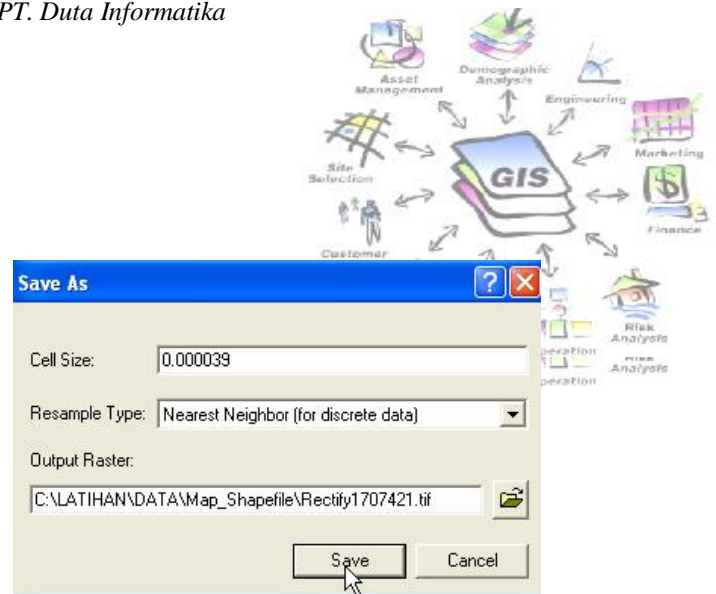 PT. Duta Informatika
Asset
Management
Demographic
Analysis
Engineering
Marketing
Finance
Site
Selection
GIS
Customer
Risk
Analysis
Analysis
Save As
Cell Size: 0.000039
Resample Type: Nearest Neighbor (for discrete data)
Output Raster:
C:\LATIHAN\DATA\Map_Shapefile\Rectify1707421.tif
Save Cancel